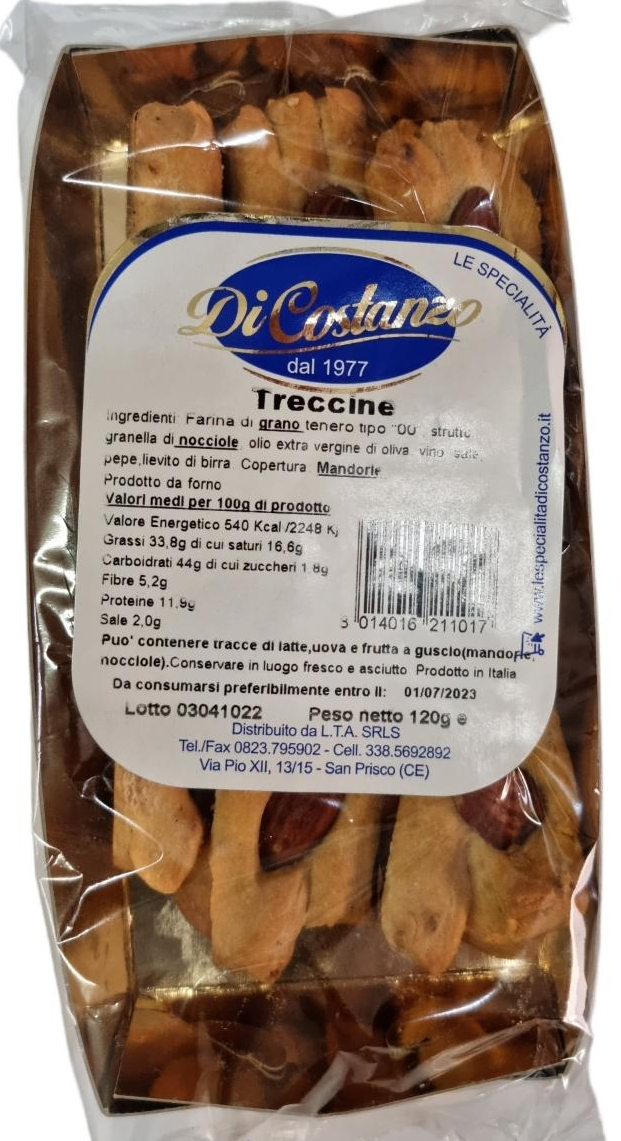 LE SPECIALITÀ
Di Costanzo
dal 1977
Treccine
Ingredienti Farina di grano tenero tipo "00 strutto
granella di nocciole olio extra vergine di oliva vino sale,
pepe,lievito di birra Copertura Mandorle
Prodotto da forno
Valori medi per 100g di prodotto
Valore Energetico 540 Kcal /2248 Kj
Grassi 33,8g di cui saturi 16,6g
Carboidrati 44g di cui zuccheri 1 8g
Fibre 5,2g
Proteine 11,9g
Sale 2,0g
8 014016 211017
www.lespecialitadicostanzo.it
Puo' contenere tracce di latte,uova e frutta a guscio(mandorle,
nocciole).Conservare in luogo fresco e asciutto Prodotto in Italia
Da consumarsi preferibilmente entro il: 01/07/2023
Lotto 03041022 Peso netto 120g e
Distribuito da L.T.A. SRLS
Tel./Fax 0823.795902 - Cell. 338.5692892
Via Pio XII, 13/15 - San Prisco (CE)